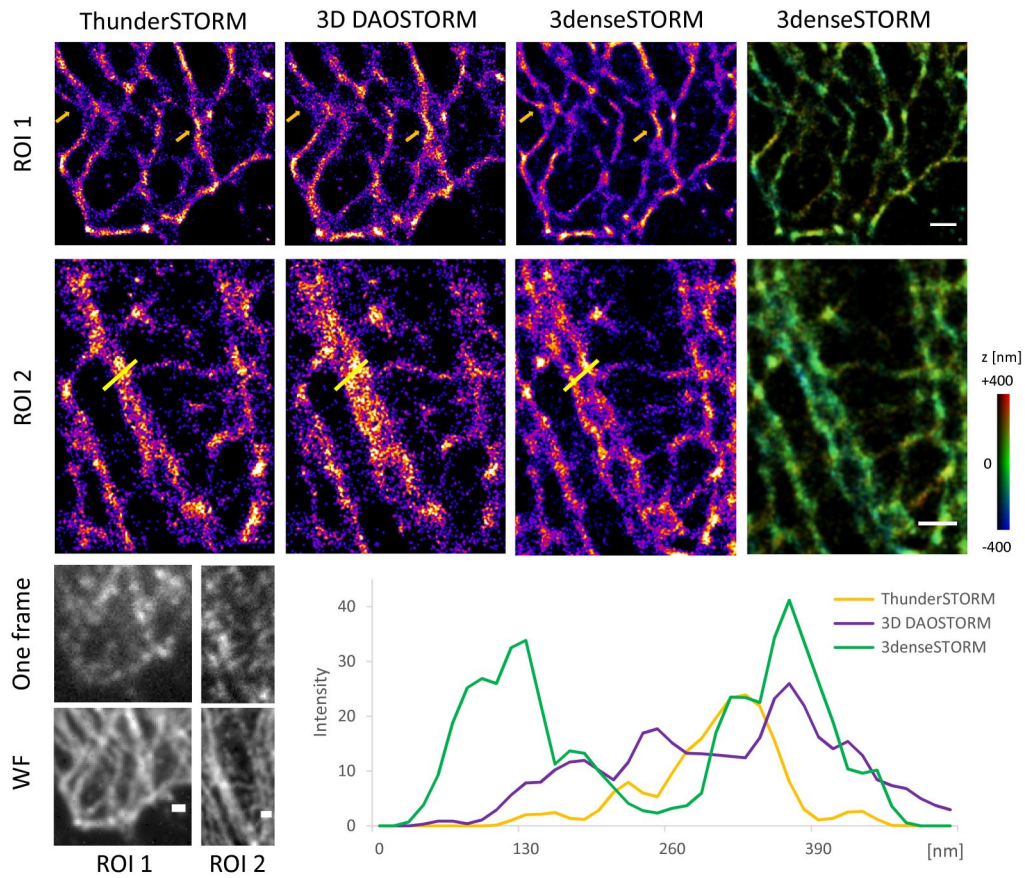 ThunderSTORM
3D DAOSTORM
3denseSTORM
3denseSTORM
ROI 1
ROI 2
z [nm]
+400
0
-400
One frame
WF
ROI 1
ROI 2
40
30
20
10
0
Intensity
ThunderSTORM
3D DAOSTORM
3denseSTORM
0
130
260
390
[nm]